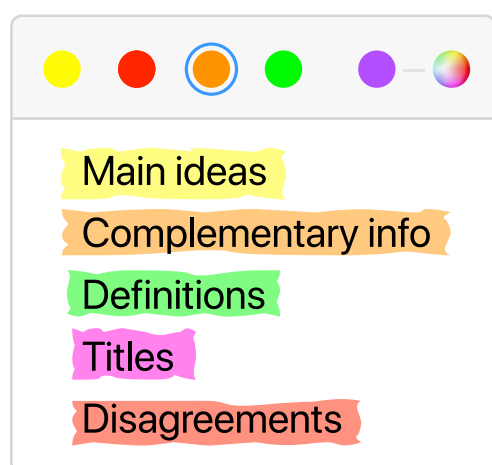 Main ideas
Complementary info
Definitions
Titles
Disagreements